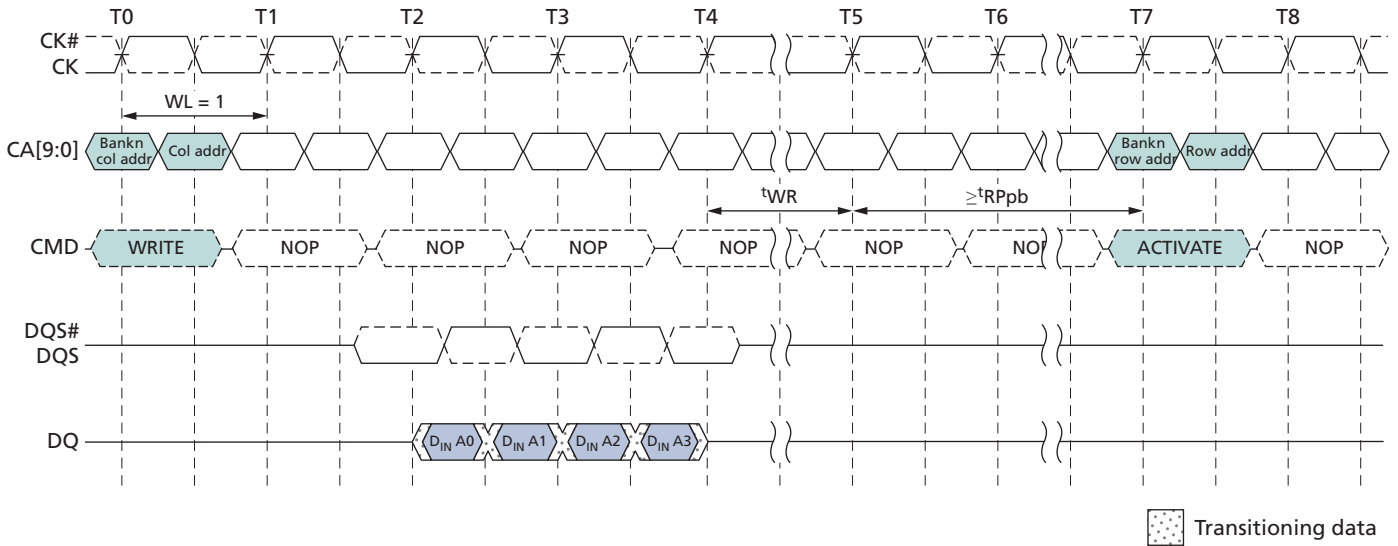 T0 T1 T2 T3 T4 T5 T6 T7 T8
CK#
CK
WL = 1
CA[9:0] Bankn col addr Col addr Bankn row addr Row addr
tWR ≥tRPpb
CMD WRITE NOP NOP NOP NOP NOP NOP ACTIVATE NOP
DQS#
DQS
DQ DIN A0 DIN A1 DIN A2 DIN A3
Transitioning data